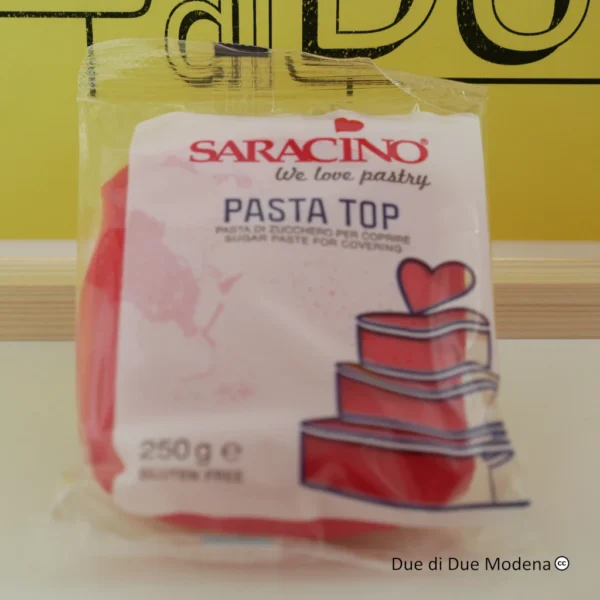 SARACINO®
We love pastry
PASTA TOP
PASTA DI ZUCCHERO PER COPRIRE
SUGAR PASTE FOR COVERING
250 g ℮
GLUTEN FREE
Due di Due Modena